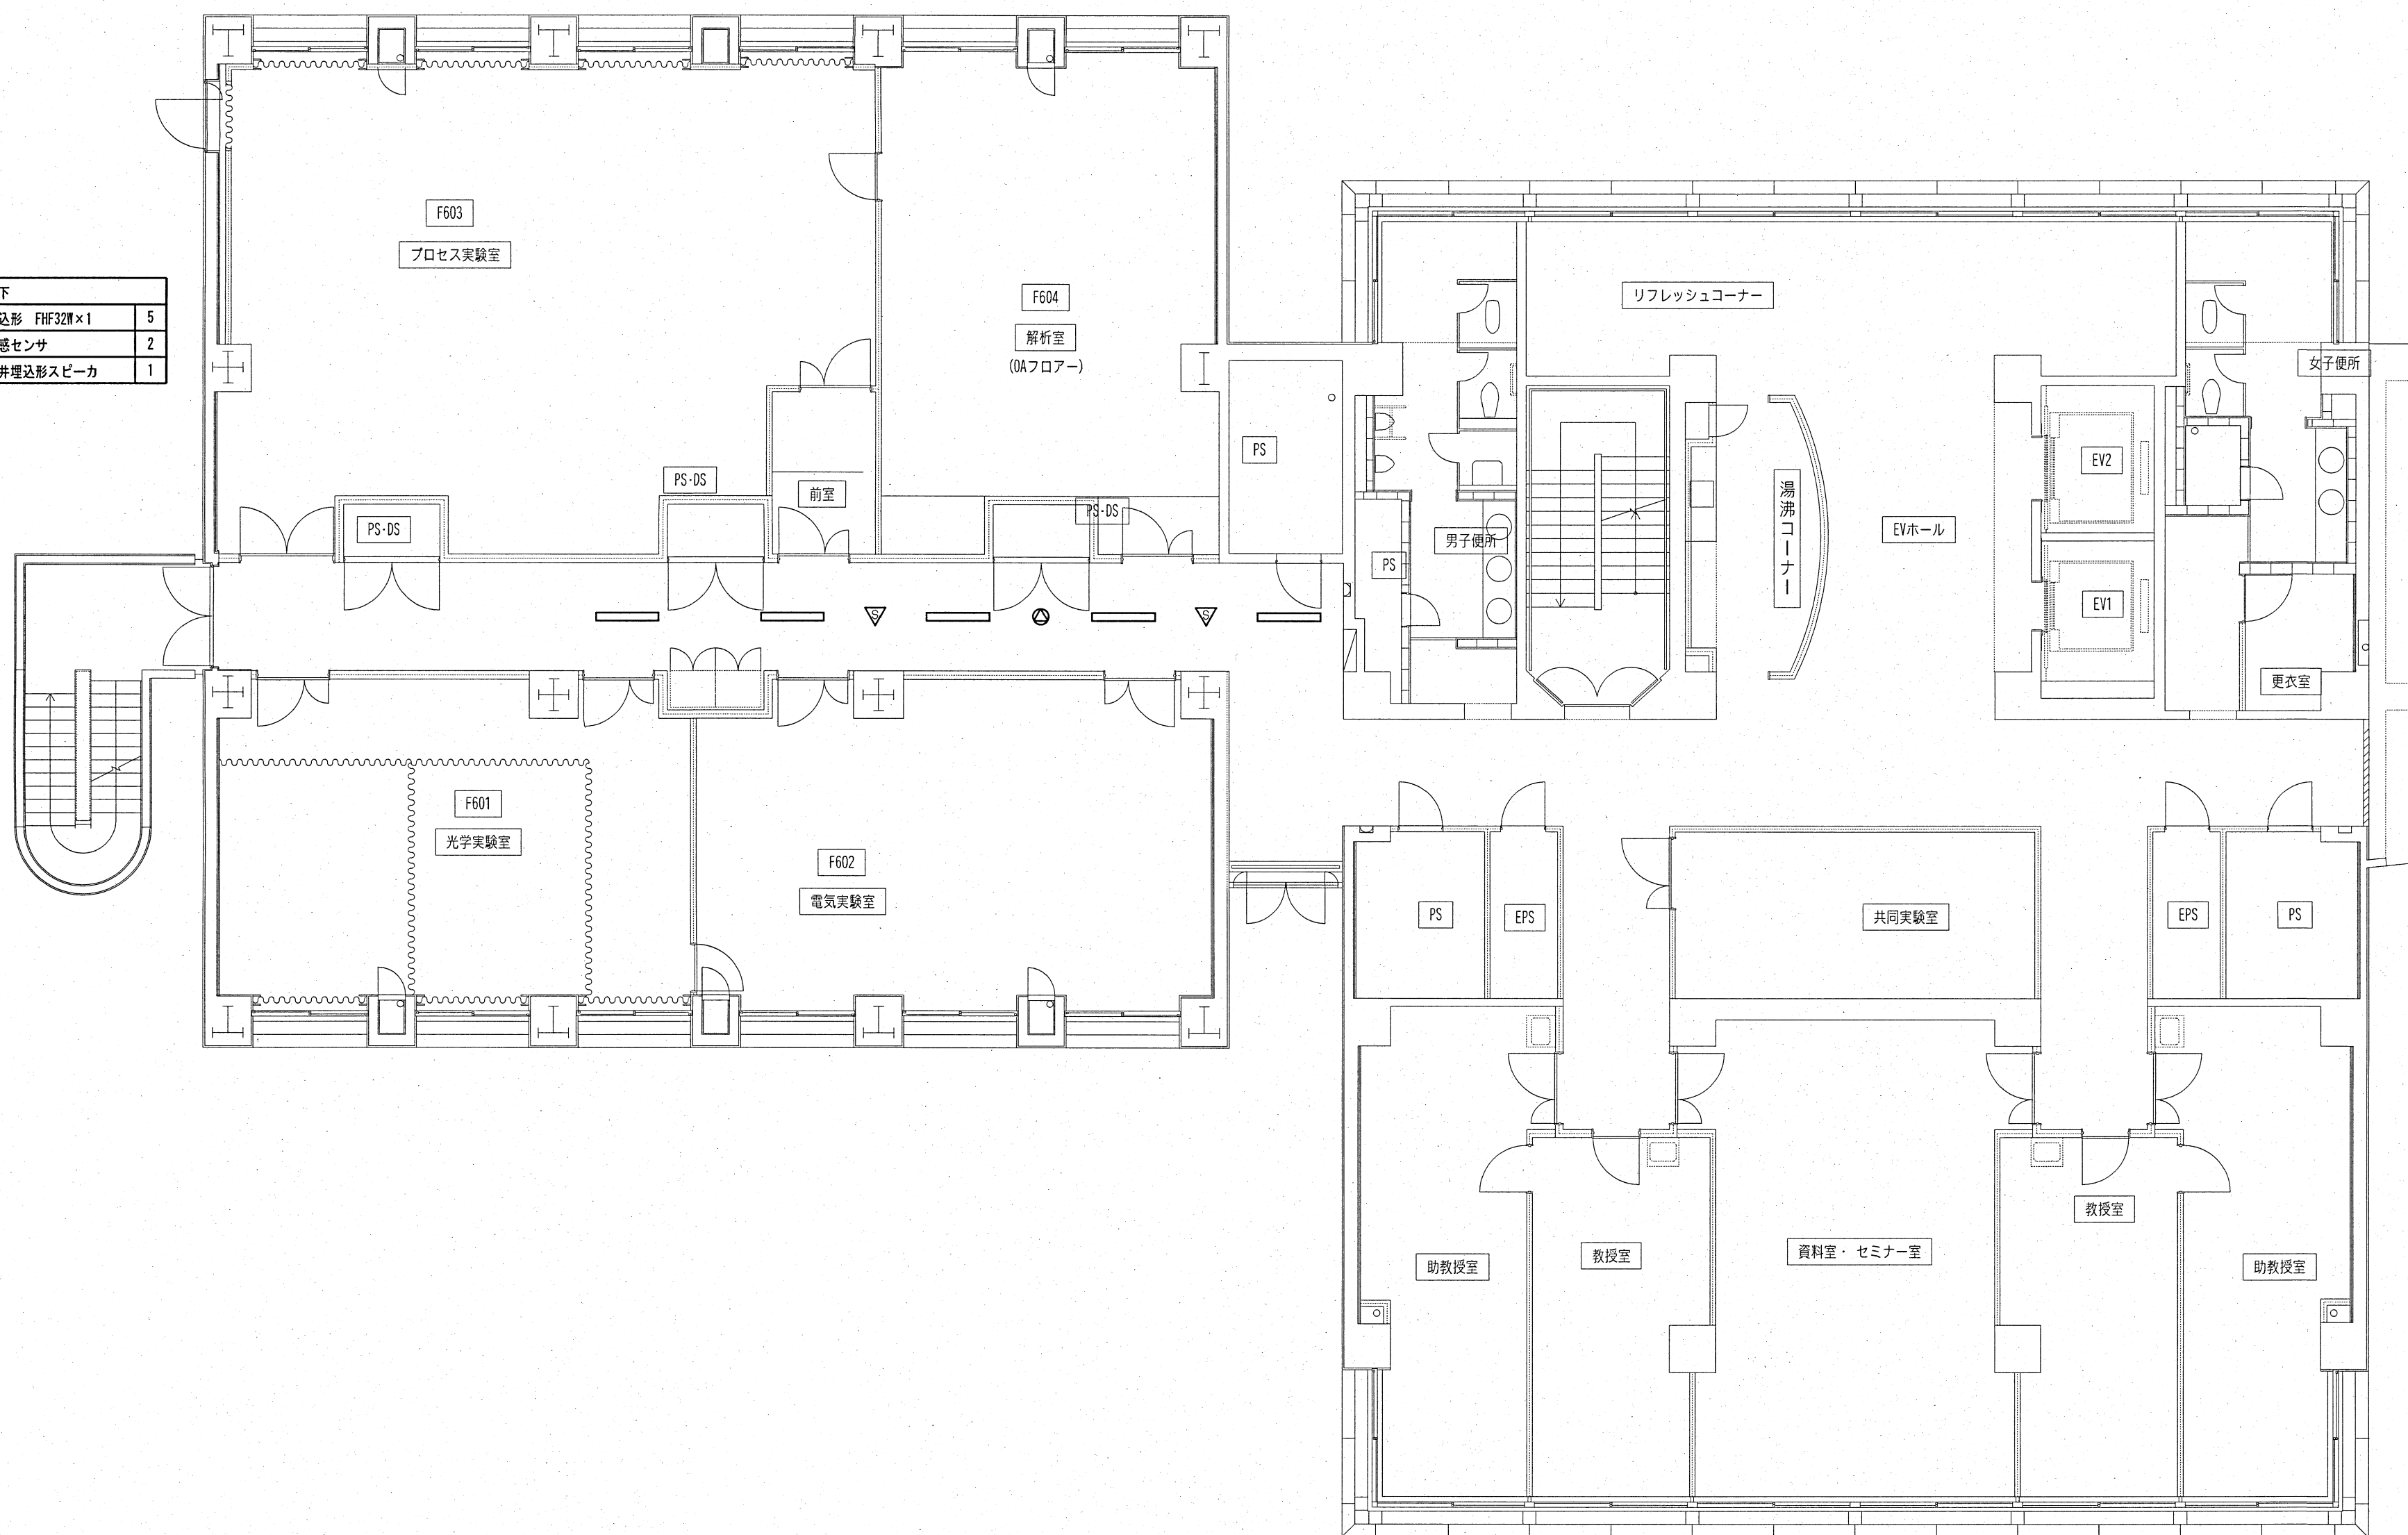 下
込形 FHF32W×1 5
感センサ 2
井埋込形スピーカ 1
F603
プロセス実験室
F604
解析室
(OAフロアー)
PS·DS
前室
PS·DS
PS·DS
PS
S
S
F601
光学実験室
F602
電気実験室
リフレッシュコーナー
女子便所
EV2
湯沸コーナー
EVホール
男子便所
PS
EV1
更衣室
PS
EPS
共同実験室
EPS
PS
助教授室
教授室
資料室・ セミナー室
教授室
助教授室